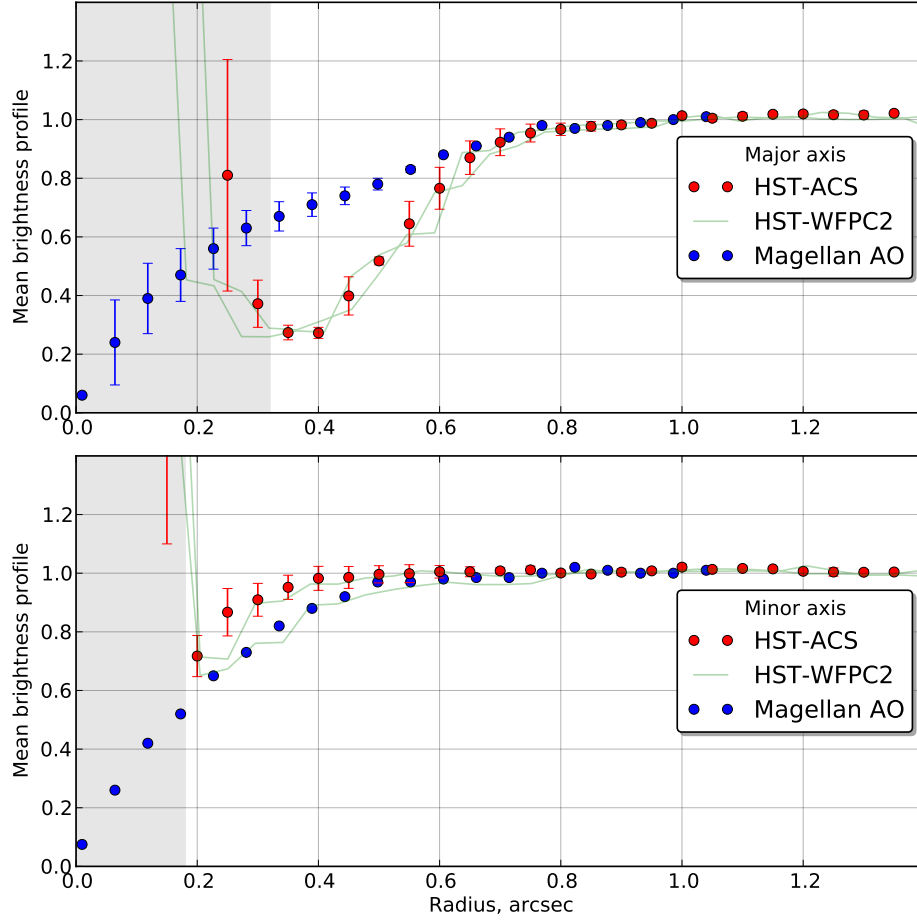 Mean brightness profile
1.2
1.0
0.8
0.6
0.4
0.2
0.0
0.0 0.2 0.4 0.6 0.8 1.0 1.2
Major axis
HST-ACS
HST-WFPC2
Magellan AO
Mean brightness profile
1.2
1.0
0.8
0.6
0.4
0.2
0.0
0.0 0.2 0.4 0.6 0.8 1.0 1.2
Minor axis
HST-ACS
HST-WFPC2
Magellan AO
Radius, arcsec